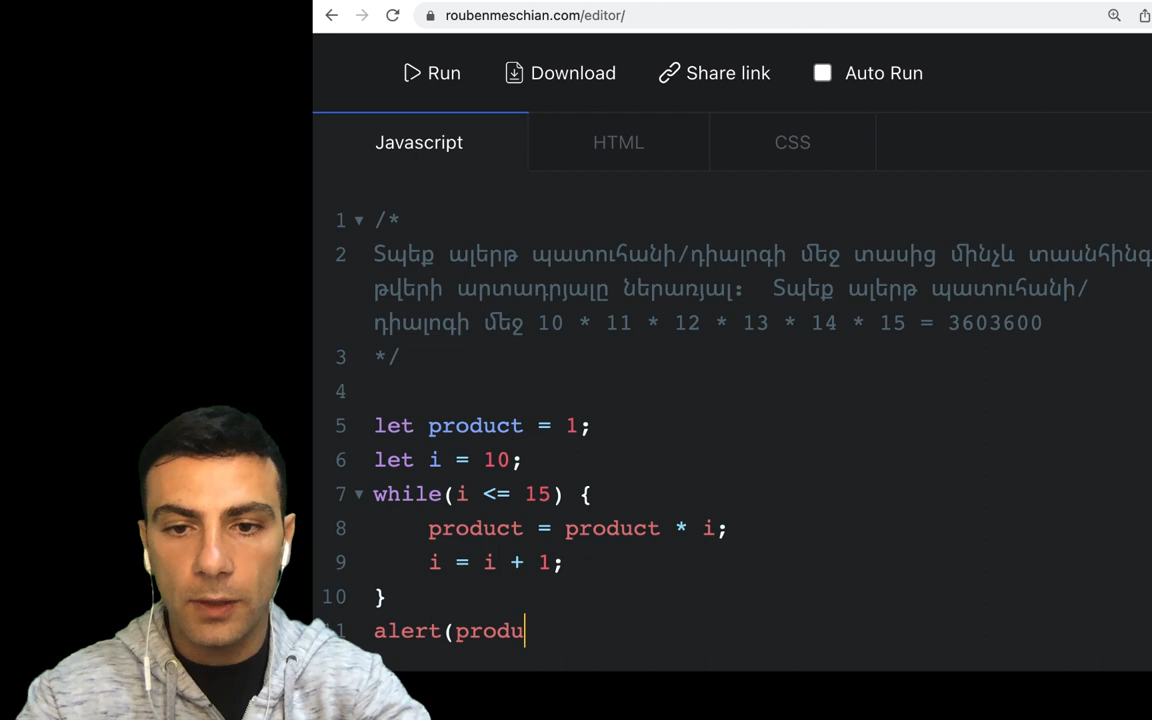 roubenmeschian.com/editor/
Run Download Share link Auto Run
Javascript HTML CSS
1 /*
2 Տպեք ալերթ պատուհանի/դիալոգի մեջ տասից մինչև տասնհինգ
թվերի արտադրյալը ներառյալ: Տպեք ալերթ պատուհանի/
դիալոգի մեջ 10 * 11 * 12 * 13 * 14 * 15 = 3603600
3 */
4
5 let product = 1;
6 let i = 10;
7 while(i <= 15) {
8 product = product * i;
9 i = i + 1;
10 }
11 alert(produ